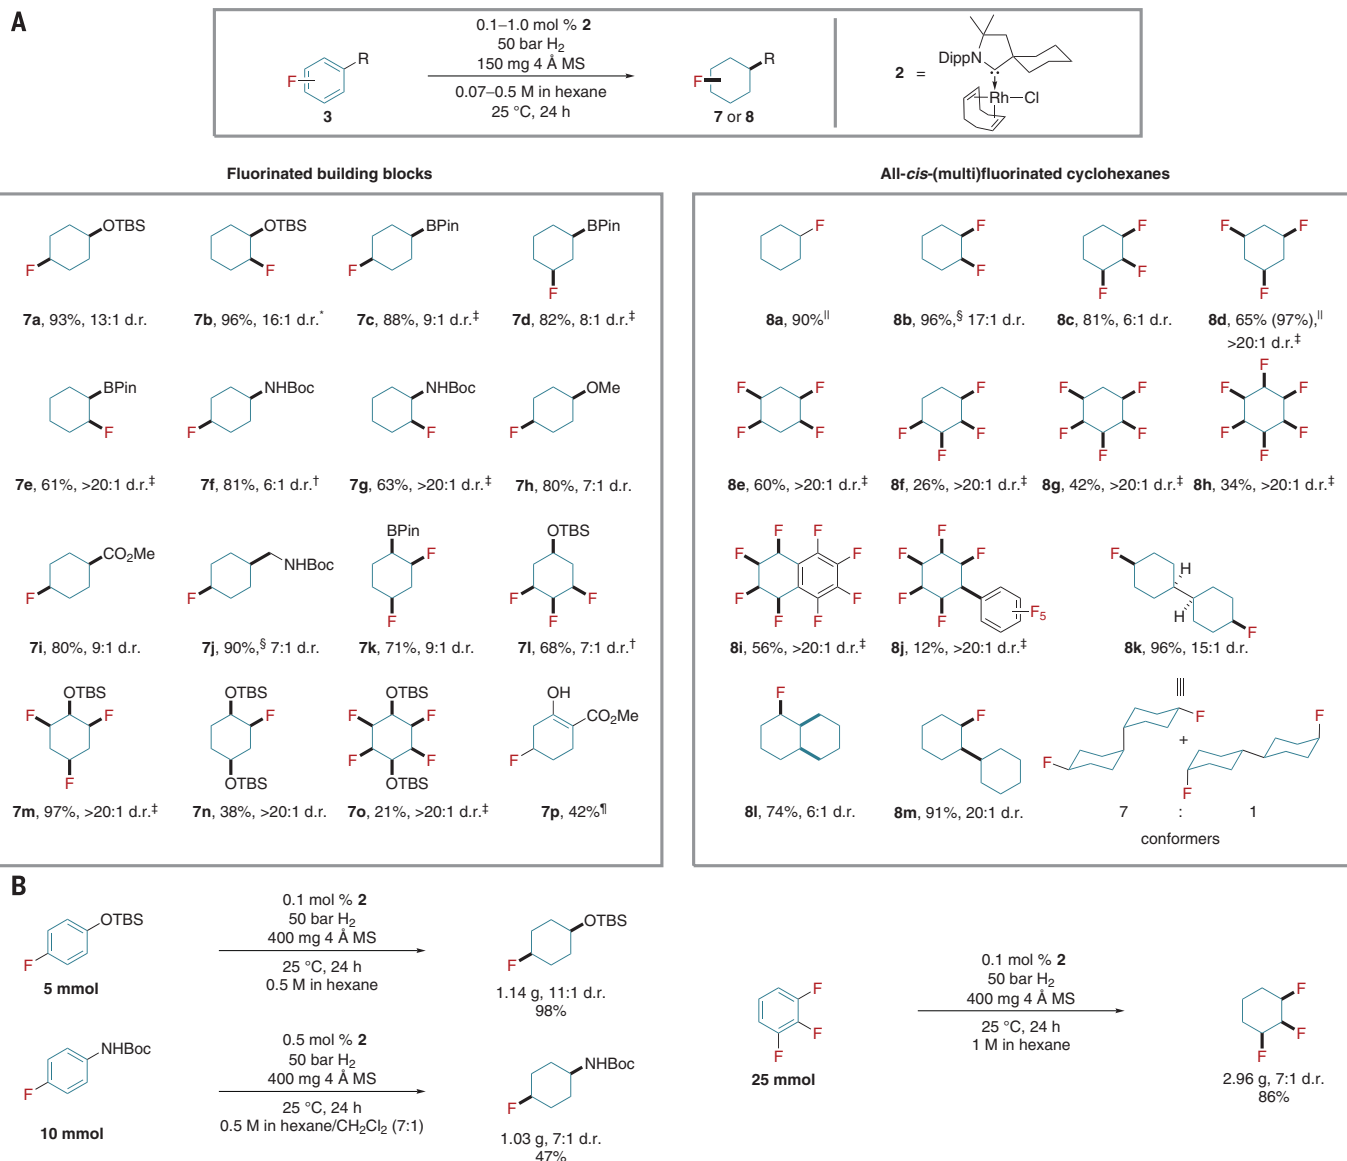 A
F
R
3
0.1–1.0 mol % 2
50 bar H₂
150 mg 4 Å MS
0.07–0.5 M in hexane
25 °C, 24 h
F
R
7 or 8
2 =
DippN
Rh
Cl
Fluorinated building blocks
OTBS
F
7a, 93%, 13:1 d.r.
OTBS
F
7b, 96%, 16:1 d.r.*
BPin
F
7c, 88%, 9:1 d.r.‡
BPin
F
7d, 82%, 8:1 d.r.‡
BPin
F
7e, 61%, >20:1 d.r.‡
NHBoc
F
7f, 81%, 6:1 d.r.†
NHBoc
F
7g, 63%, >20:1 d.r.‡
OMe
F
7h, 80%, 7:1 d.r.
CO₂Me
F
7i, 80%, 9:1 d.r.
NHBoc
F
7j, 90%,§ 7:1 d.r.
BPin
F
F
7k, 71%, 9:1 d.r.
OTBS
F
F
F
7l, 68%, 7:1 d.r.†
OTBS
F
F
F
7m, 97%, >20:1 d.r.‡
OTBS
F
OTBS
7n, 38%, >20:1 d.r.
OTBS
F
F
F
F
OTBS
7o, 21%, >20:1 d.r.‡
OH
CO₂Me
F
7p, 42%¶
All-cis-(multi)fluorinated cyclohexanes
F
8a, 90%||
F
F
8b, 96%,§ 17:1 d.r.
F
F
F
8c, 81%, 6:1 d.r.
F
F
F
8d, 65% (97%),||
>20:1 d.r.‡
F
F
F
F
8e, 60%, >20:1 d.r.‡
F
F
F
F
8f, 26%, >20:1 d.r.‡
F
F
F
F
F
8g, 42%, >20:1 d.r.‡
F
F
F
F
F
F
8h, 34%, >20:1 d.r.‡
F
F
F
F
F
F
F
F
8i, 56%, >20:1 d.r.‡
F
F
F
F
F
F₅
8j, 12%, >20:1 d.r.‡
F
H
H
F
8k, 96%, 15:1 d.r.
F
8l, 74%, 6:1 d.r.
F
8m, 91%, 20:1 d.r.
F
F
+
F
F
7 : 1
conformers
B
OTBS
F
5 mmol
0.1 mol % 2
50 bar H₂
400 mg 4 Å MS
25 °C, 24 h
0.5 M in hexane
OTBS
F
1.14 g, 11:1 d.r.
98%
NHBoc
F
10 mmol
0.5 mol % 2
50 bar H₂
400 mg 4 Å MS
25 °C, 24 h
0.5 M in hexane/CH₂Cl₂ (7:1)
NHBoc
F
1.03 g, 7:1 d.r.
47%
F
F
F
25 mmol
0.1 mol % 2
50 bar H₂
400 mg 4 Å MS
25 °C, 24 h
1 M in hexane
F
F
F
2.96 g, 7:1 d.r.
86%